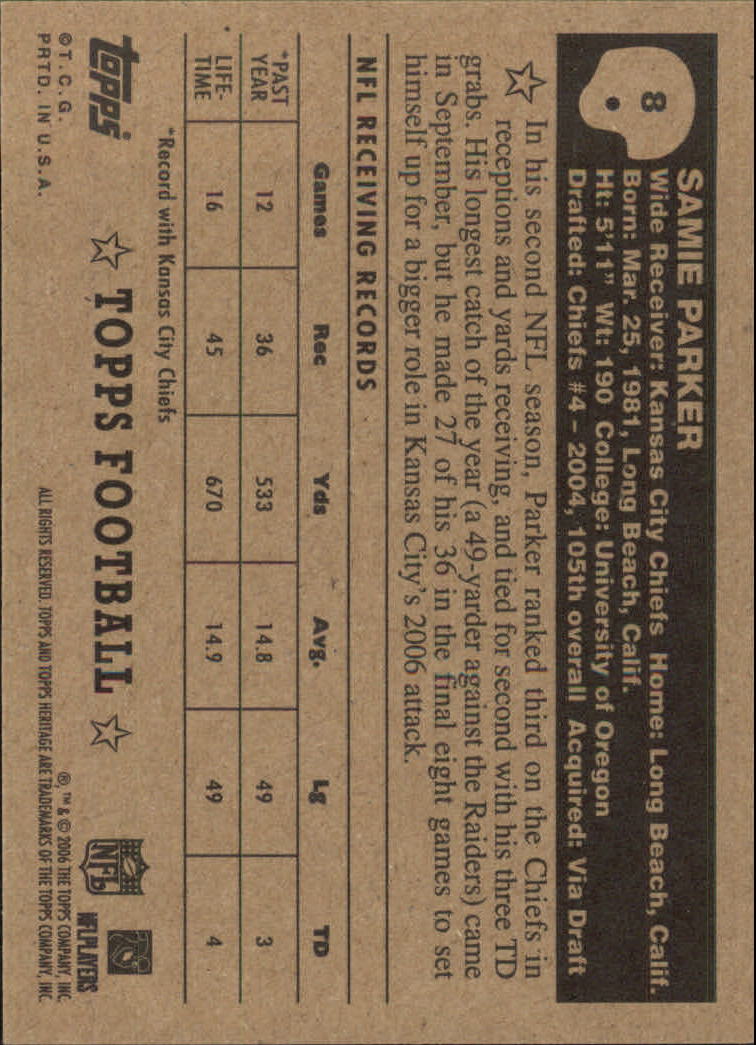 8
SAMIE PARKER
Wide Receiver: Kansas City Chiefs Home: Long Beach, Calif.
Born: Mar. 25, 1981, Long Beach, Calif.
Ht: 5'11" Wt: 190 College: University of Oregon
Drafted: Chiefs #4 – 2004, 105th overall Acquired: Via Draft
In his second NFL season, Parker ranked third on the Chiefs in
receptions and yards receiving, and tied for second with his three TD
grabs. His longest catch of the year (a 49-yarder against the Raiders) came
in September, but he made 27 of his 36 in the final eight games to set
himself up for a bigger role in Kansas City's 2006 attack.
NFL RECEIVING RECORDS
Games Rec Yds Avg. Lg TD
*PAST
YEAR 12 36 533 14.8 49 3
LIFE-
TIME 16 45 670 14.9 49 4
*Record with Kansas City Chiefs
topps
☆ TOPPS FOOTBALL ☆
NFL
NFLPLAYERS
©T.C.G.
PRTD. IN U.S.A.
®, ™ & © 2006 THE TOPPS COMPANY, INC.
ALL RIGHTS RESERVED. TOPPS AND TOPPS HERITAGE ARE TRADEMARKS OF THE TOPPS COMPANY, INC.